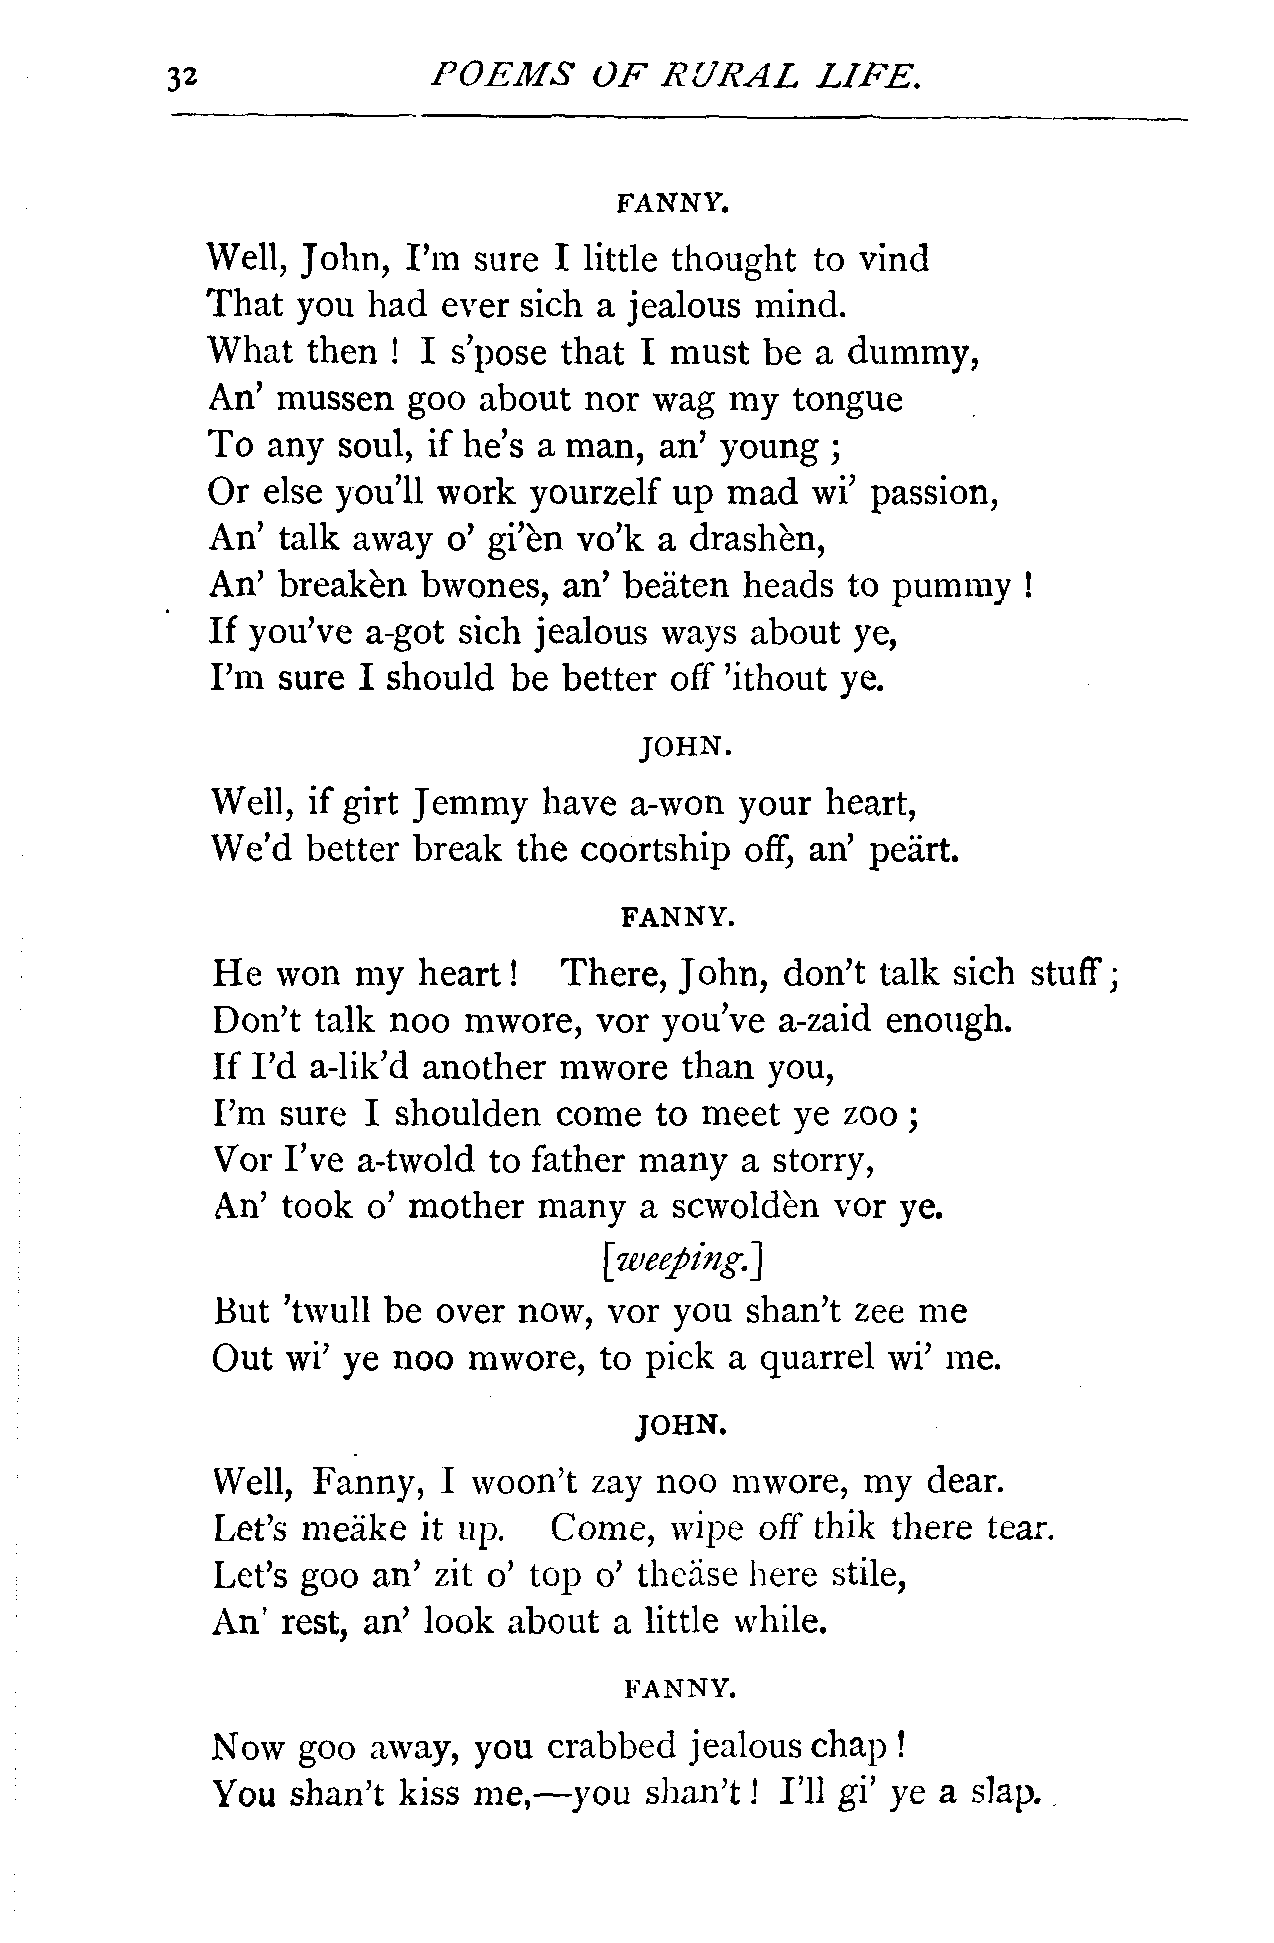 32 POEMS OF RURAL LIFE.
FANNY.
Well, John, I'm sure I little thought to vind
That you had ever sich a jealous mind.
What then ! I s'pose that I must be a dummy,
An' mussen goo about nor wag my tongue
To any soul, if he's a man, an' young ;
Or else you'll work yourzelf up mad wi' passion,
An' talk away o' gi'èn vo'k a drashèn,
An' breakèn bwones, an' beäten heads to pummy !
If you've a-got sich jealous ways about ye,
I'm sure I should be better off 'ithout ye.
JOHN.
Well, if girt Jemmy have a-won your heart,
We'd better break the coortship off, an' peärt.
FANNY.
He won my heart ! There, John, don't talk sich stuff ;
Don't talk noo mwore, vor you've a-zaid enough.
If I'd a-lik'd another mwore than you,
I'm sure I shoulden come to meet ye zoo ;
Vor I've a-twold to father many a storry,
An' took o' mother many a scwoldèn vor ye.
[weeping.]
But 'twull be over now, vor you shan't zee me
Out wi' ye noo mwore, to pick a quarrel wi' me.
JOHN.
Well, Fanny, I woon't zay noo mwore, my dear.
Let's meäke it up. Come, wipe off thik there tear.
Let's goo an' zit o' top o' theäse here stile,
An' rest, an' look about a little while.
FANNY.
Now goo away, you crabbed jealous chap !
You shan't kiss me,—you shan't ! I'll gi' ye a slap.